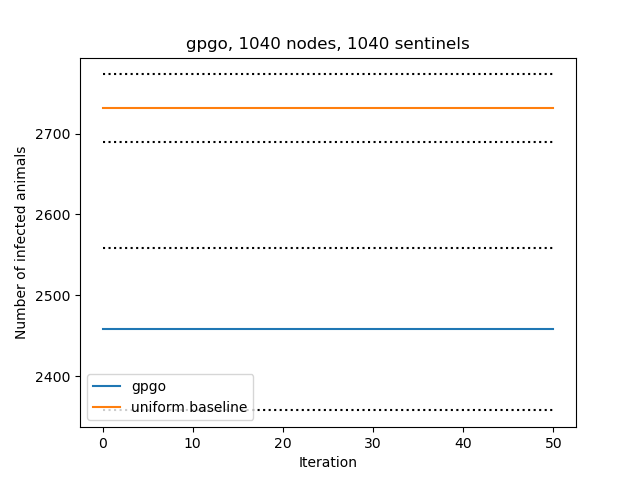 gpgo, 1040 nodes, 1040 sentinels
Number of infected animals
2700
2600
2500
2400
gpgo
uniform baseline
0 10 20 30 40 50
Iteration